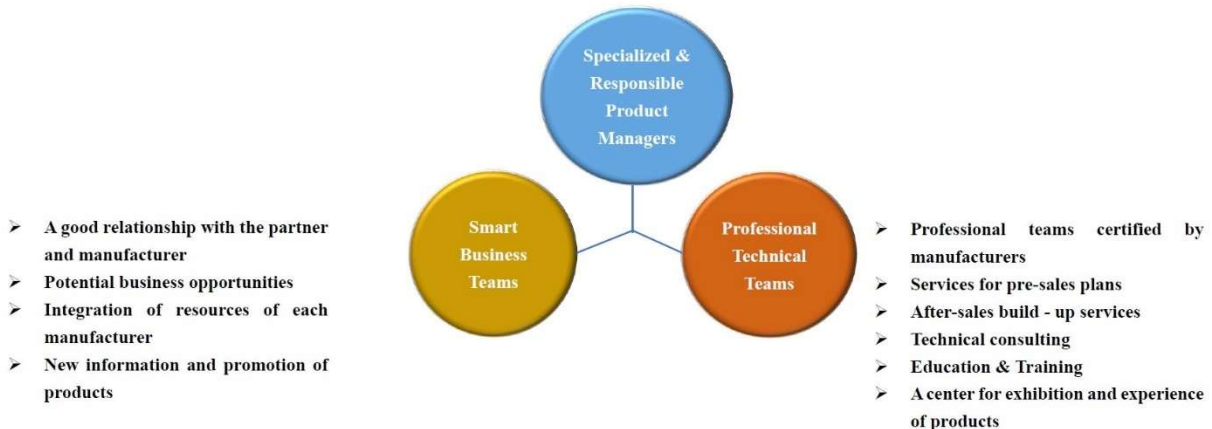 Specialized &
Responsible
Product
Managers
Smart
Business
Teams
Professional
Technical
Teams
➢ A good relationship with the partner
and manufacturer
➢ Potential business opportunities
➢ Integration of resources of each
manufacturer
➢ New information and promotion of
products
➢ Professional teams certified by
manufacturers
➢ Services for pre-sales plans
➢ After-sales build - up services
➢ Technical consulting
➢ Education & Training
➢ A center for exhibition and experience
of products